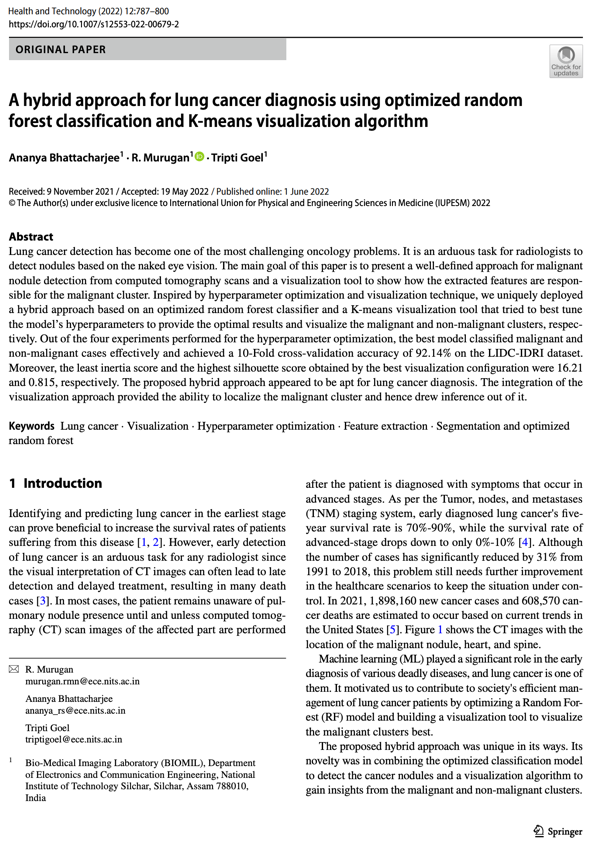 Health and Technology (2022) 12:787–800
https://doi.org/10.1007/s12553-022-00679-2
ORIGINAL PAPER
Check for
updates
A hybrid approach for lung cancer diagnosis using optimized random
forest classification and K-means visualization algorithm
Ananya Bhattacharjee1 · R. Murugan1 · Tripti Goel1
Received: 9 November 2021 / Accepted: 19 May 2022 / Published online: 1 June 2022
© The Author(s) under exclusive licence to International Union for Physical and Engineering Sciences in Medicine (IUPESM) 2022
Abstract
Lung cancer detection has become one of the most challenging oncology problems. It is an arduous task for radiologists to
detect nodules based on the naked eye vision. The main goal of this paper is to present a well-defined approach for malignant
nodule detection from computed tomography scans and a visualization tool to show how the extracted features are respon-
sible for the malignant cluster. Inspired by hyperparameter optimization and visualization technique, we uniquely deployed
a hybrid approach based on an optimized random forest classifier and a K-means visualization tool that tried to best tune
the model's hyperparameters to provide the optimal results and visualize the malignant and non-malignant clusters, respec-
tively. Out of the four experiments performed for the hyperparameter optimization, the best model classified malignant and
non-malignant cases effectively and achieved a 10-Fold cross-validation accuracy of 92.14% on the LIDC-IDRI dataset.
Moreover, the least inertia score and the highest silhouette score obtained by the best visualization configuration were 16.21
and 0.815, respectively. The proposed hybrid approach appeared to be apt for lung cancer diagnosis. The integration of the
visualization approach provided the ability to localize the malignant cluster and hence drew inference out of it.
Keywords Lung cancer · Visualization · Hyperparameter optimization · Feature extraction · Segmentation and optimized
random forest
1 Introduction
Identifying and predicting lung cancer in the earliest stage
can prove beneficial to increase the survival rates of patients
suffering from this disease [1, 2]. However, early detection
of lung cancer is an arduous task for any radiologist since
the visual interpretation of CT images can often lead to late
detection and delayed treatment, resulting in many death
cases [3]. In most cases, the patient remains unaware of pul-
monary nodule presence until and unless computed tomog-
raphy (CT) scan images of the affected part are performed
R. Murugan
murugan.rmn@ece.nits.ac.in
Ananya Bhattacharjee
ananya_rs@ece.nits.ac.in
Tripti Goel
triptigoel@ece.nits.ac.in
1 Bio-Medical Imaging Laboratory (BIOMIL), Department
of Electronics and Communication Engineering, National
Institute of Technology Silchar, Silchar, Assam 788010,
India
after the patient is diagnosed with symptoms that occur in
advanced stages. As per the Tumor, nodes, and metastases
(TNM) staging system, early diagnosed lung cancer's five-
year survival rate is 70%-90%, while the survival rate of
advanced-stage drops down to only 0%-10% [4]. Although
the number of cases has significantly reduced by 31% from
1991 to 2018, this problem still needs further improvement
in the healthcare scenarios to keep the situation under con-
trol. In 2021, 1,898,160 new cancer cases and 608,570 can-
cer deaths are estimated to occur based on current trends in
the United States [5]. Figure 1 shows the CT images with the
location of the malignant nodule, heart, and spine.
Machine learning (ML) played a significant role in the early
diagnosis of various deadly diseases, and lung cancer is one of
them. It motivated us to contribute to society's efficient man-
agement of lung cancer patients by optimizing a Random For-
est (RF) model and building a visualization tool to visualize
the malignant clusters best.
The proposed hybrid approach was unique in its ways. Its
novelty was in combining the optimized classification model
to detect the cancer nodules and a visualization algorithm to
gain insights from the malignant and non-malignant clusters.
Springer